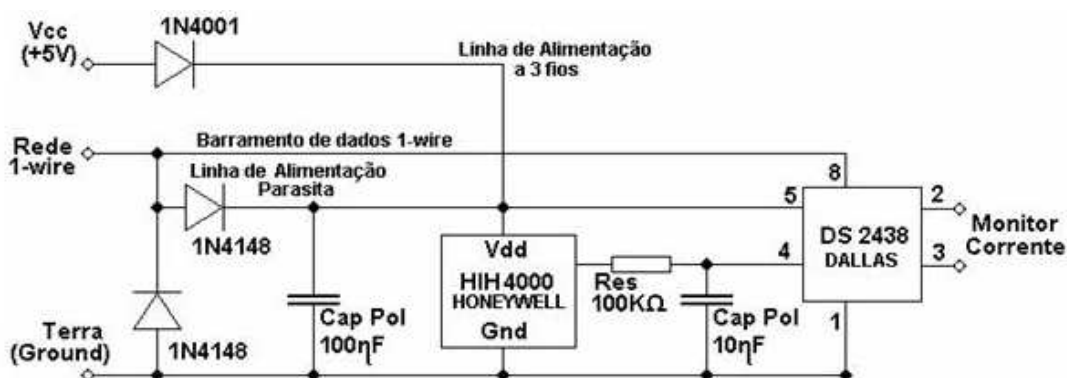 1N4001
Vcc
(+5V)
Linha de Alimentação
a 3 fios
Rede
1-wire
Barramento de dados 1-wire
Linha de Alimentação
Parasita
1N4148
8
5
2
DS 2438
DALLAS
Monitor
Corrente
4
3
1
Vdd
HIH 4000
HONEYWELL
Gnd
Res
100KΩ
Cap Pol
100ηF
Cap Pol
10ηF
Terra
(Ground)
1N4148